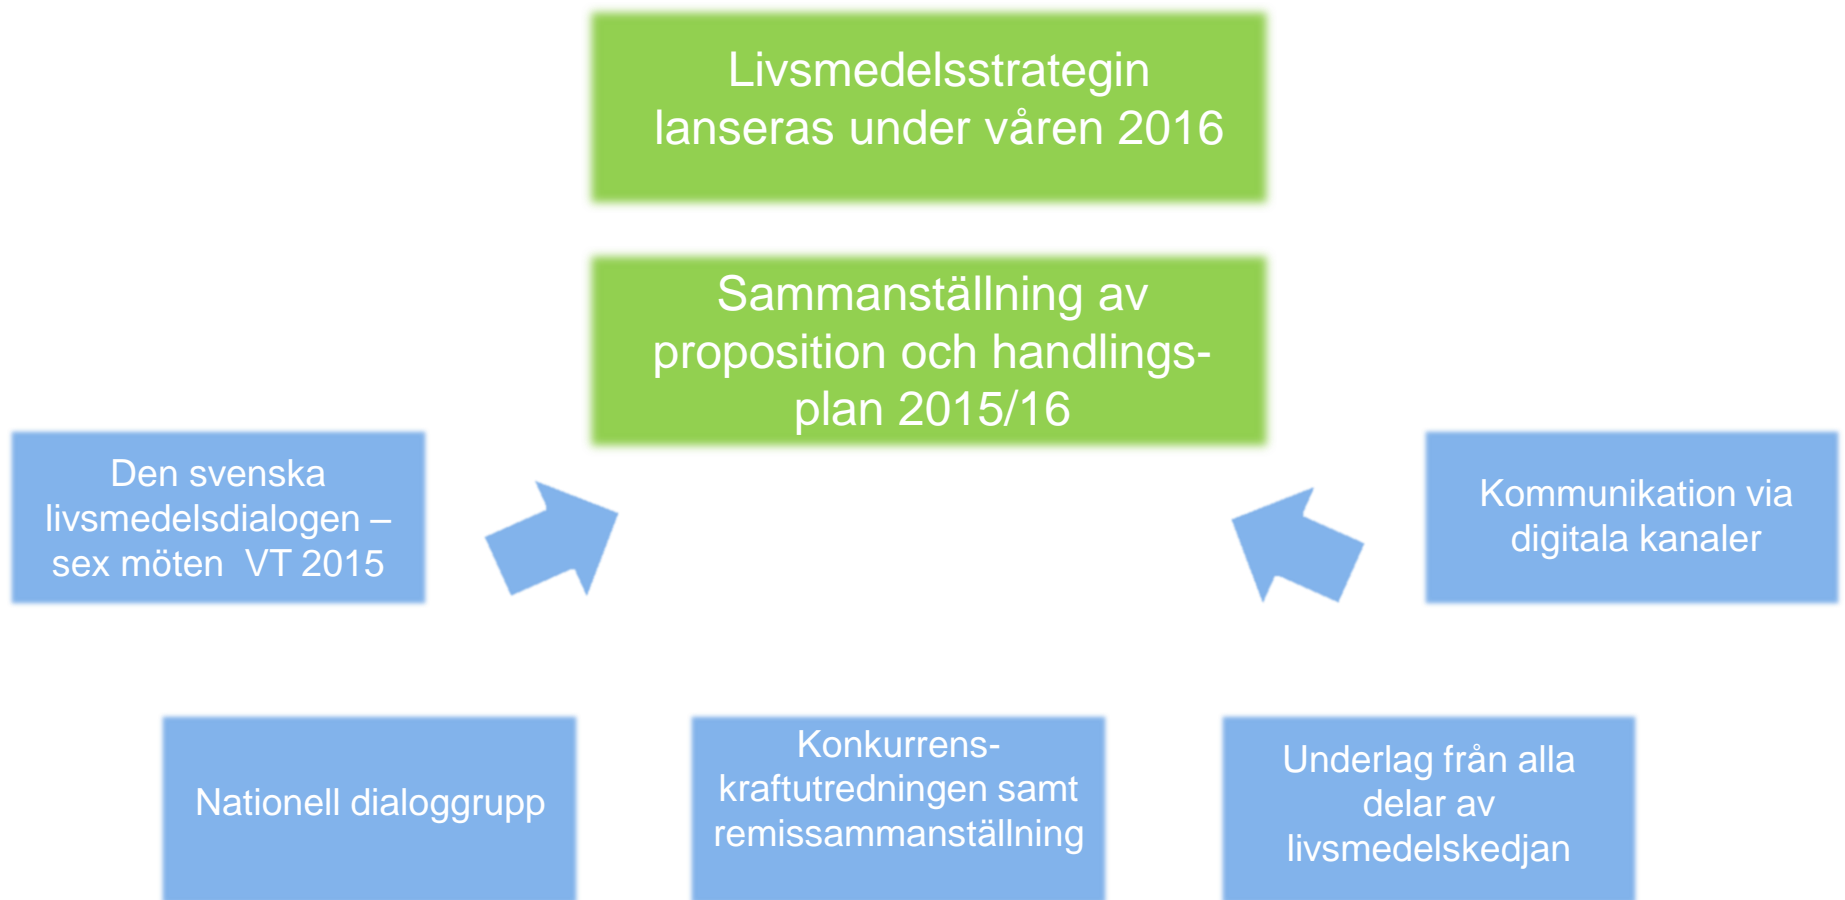 Livsmedelsstrategin
lanseras under våren 2016
Sammanställning av
proposition och handlings-
plan 2015/16
Den svenska
livsmedelsdialogen –
sex möten  VT 2015
Kommunikation via
digitala kanaler
Nationell dialoggrupp
Konkurrens-
kraftutredningen samt
remissammanställning
Underlag från alla
delar av
livsmedelskedjan